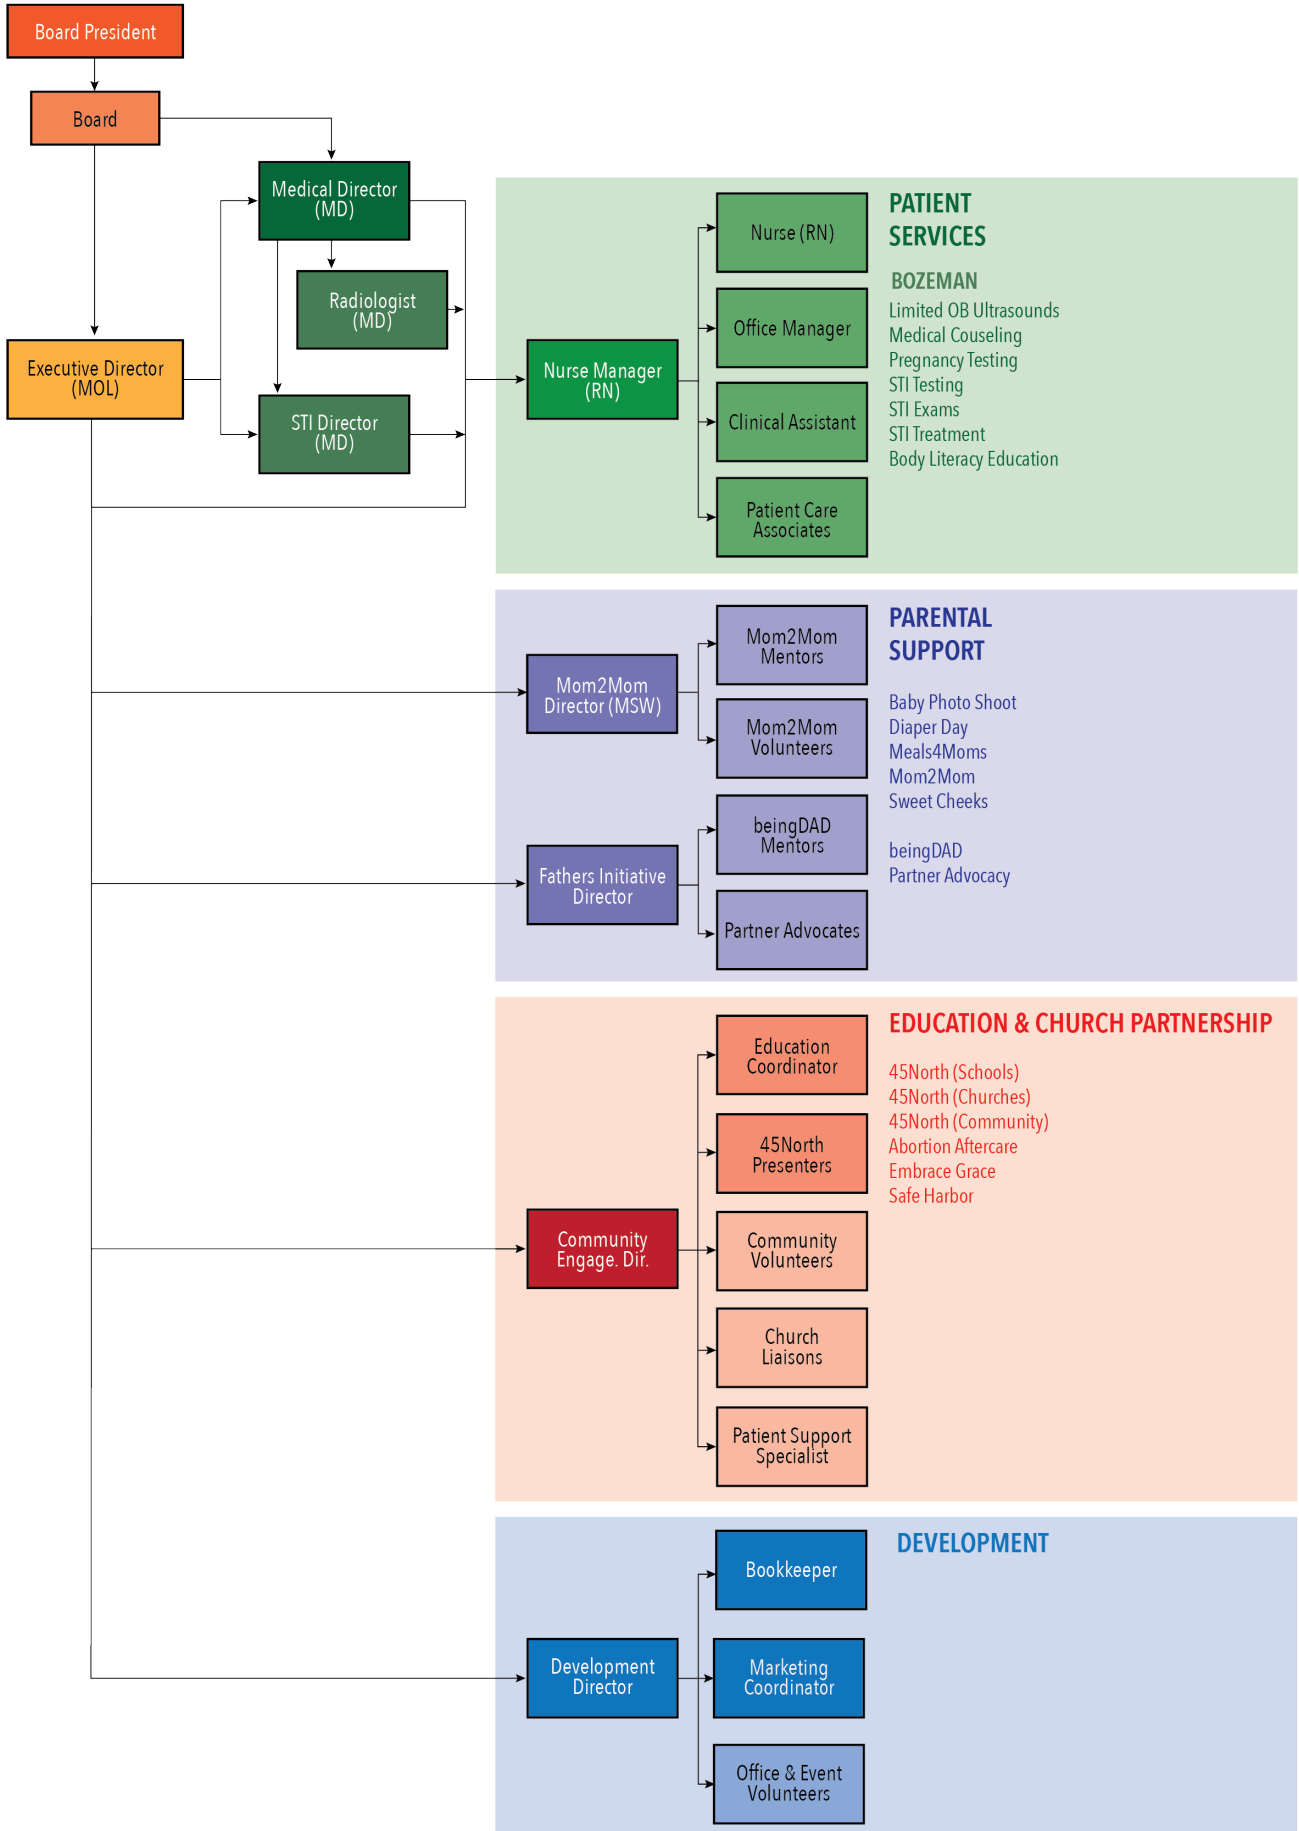 Board President
Board
Medical Director
(MD)
Radiologist
(MD)
Executive Director
(MOL)
STI Director
(MD)
Nurse Manager
(RN)
Nurse (RN)
Office Manager
Clinical Assistant
Patient Care
Associates
PATIENT
SERVICES
BOZEMAN
Limited OB Ultrasounds
Medical Couseling
Pregnancy Testing
STI Testing
STI Exams
STI Treatment
Body Literacy Education
Mom2Mom
Director (MSW)
Mom2Mom
Mentors
Mom2Mom
Volunteers
Fathers Initiative
Director
beingDAD
Mentors
Partner Advocates
PARENTAL
SUPPORT
Baby Photo Shoot
Diaper Day
Meals4Moms
Mom2Mom
Sweet Cheeks
beingDAD
Partner Advocacy
Community
Engage. Dir.
Education
Coordinator
45North
Presenters
Community
Volunteers
Church
Liaisons
Patient Support
Specialist
EDUCATION & CHURCH PARTNERSHIP
45North (Schools)
45North (Churches)
45North (Community)
Abortion Aftercare
Embrace Grace
Safe Harbor
Development
Director
Bookkeeper
Marketing
Coordinator
Office & Event
Volunteers
DEVELOPMENT